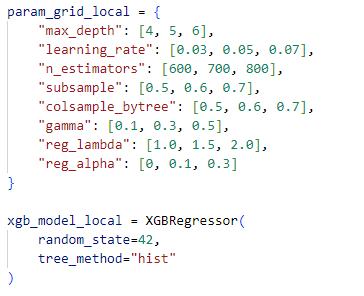 param_grid_local = {
    "max_depth": [4, 5, 6],
    "learning_rate": [0.03, 0.05, 0.07],
    "n_estimators": [600, 700, 800],
    "subsample": [0.5, 0.6, 0.7],
    "colsample_bytree": [0.5, 0.6, 0.7],
    "gamma": [0.1, 0.3, 0.5],
    "reg_lambda": [1.0, 1.5, 2.0],
    "reg_alpha": [0, 0.1, 0.3]
}

xgb_model_local = XGBRegressor(
    random_state=42,
    tree_method="hist"
)